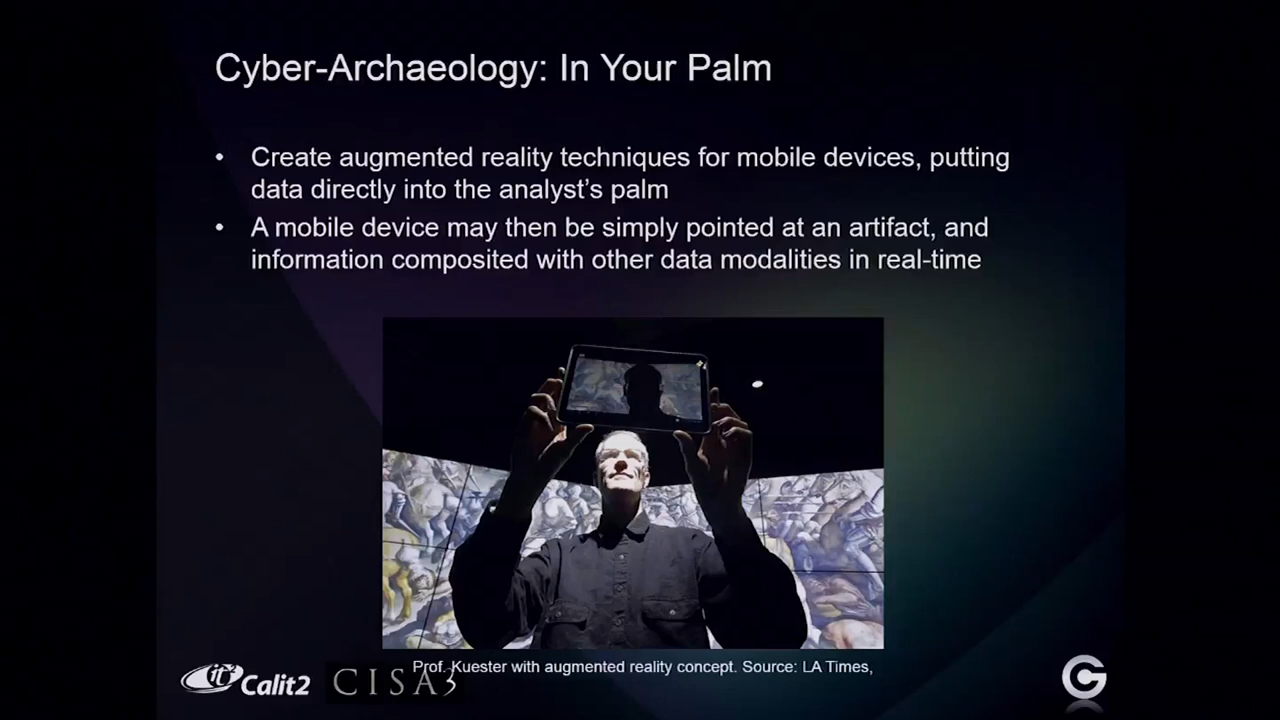 Cyber-Archaeology: In Your Palm
• Create augmented reality techniques for mobile devices, putting
data directly into the analyst's palm
• A mobile device may then be simply pointed at an artifact, and
information composited with other data modalities in real-time
Prof. Kuester with augmented reality concept. Source: LA Times,
it2 Calit2
CISA3
G